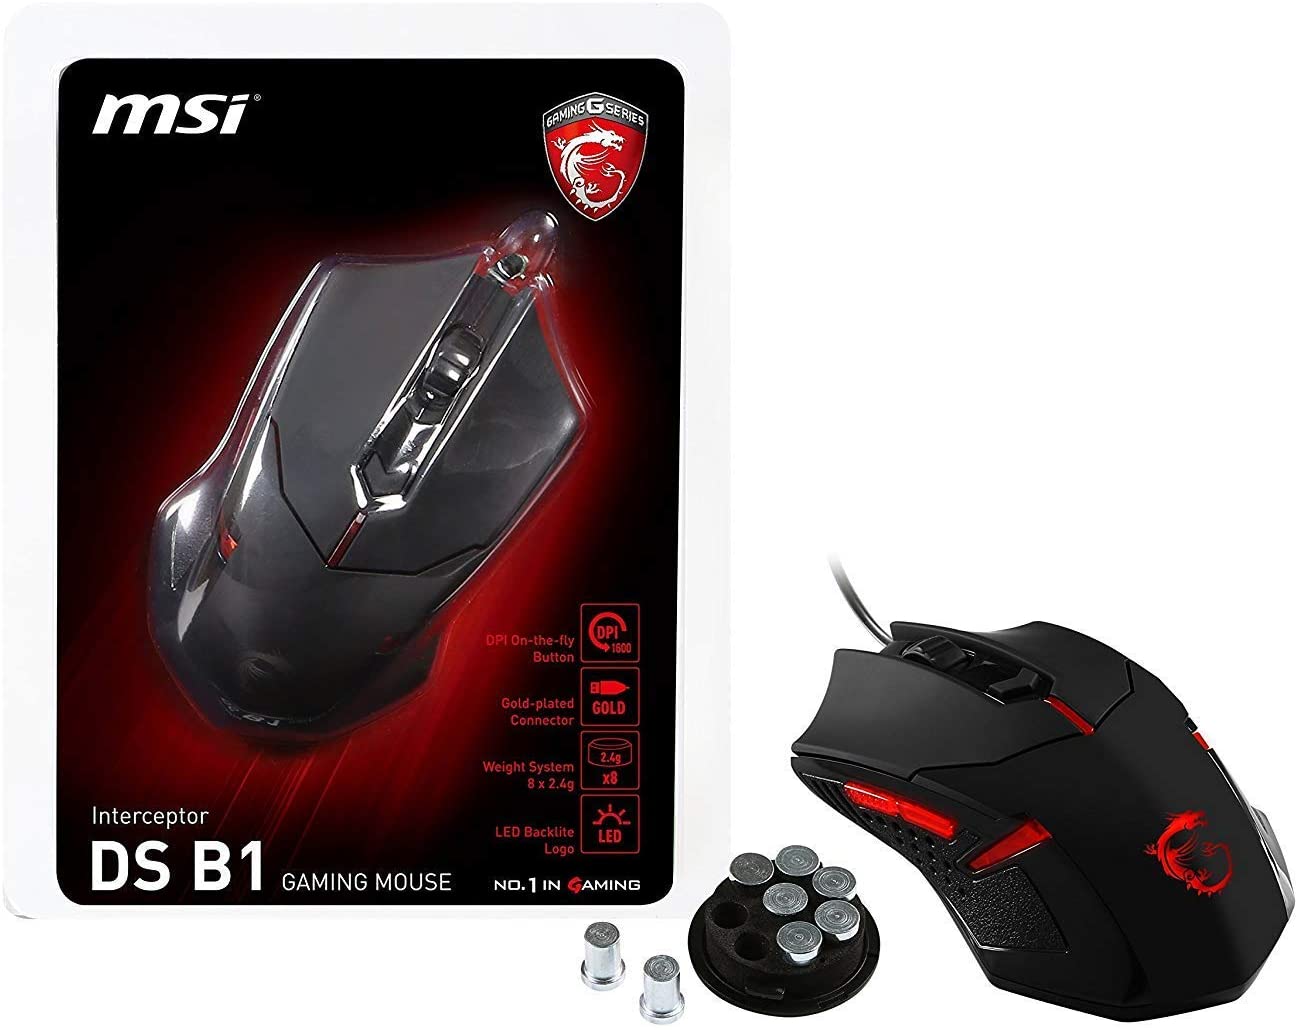 msi®
GAMING G SERIES
DPI On-the-fly
Button
DPI
1600
Gold-plated
Connector
GOLD
Weight System
8 x 2.4g
2.4g
x8
LED Backlite
Logo
LED
Interceptor
DS B1 GAMING MOUSE
NO.1 IN GAMING